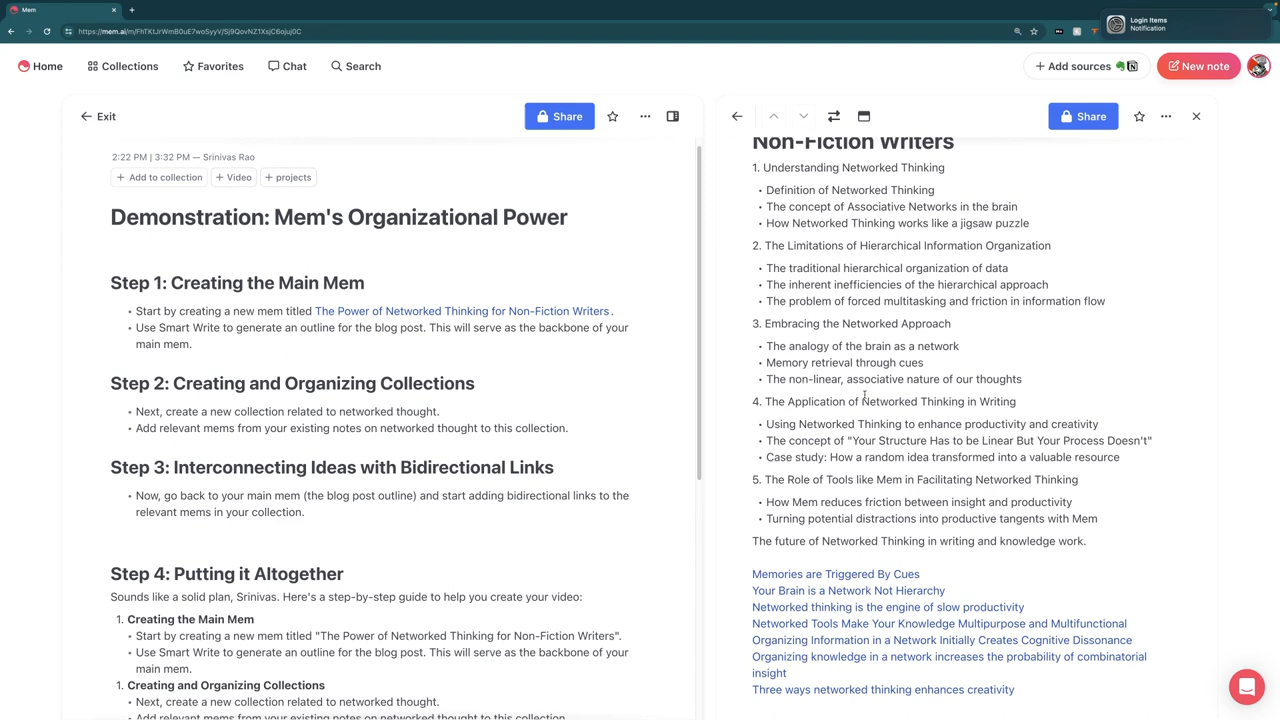 Mem
Login Items
Notification
https://mem.ai/m/FhTKtJrWmB0uE7woSyyV/Sj9QovNZ1XsjC6ojuj0C
Home
Collections
Favorites
Chat
Search
+ Add sources
New note
Exit
Share
2:22 PM | 3:32 PM — Srinivas Rao
+ Add to collection
+ Video
+ projects
Demonstration: Mem's Organizational Power
Step 1: Creating the Main Mem
• Start by creating a new mem titled The Power of Networked Thinking for Non-Fiction Writers.
• Use Smart Write to generate an outline for the blog post. This will serve as the backbone of your
main mem.
Step 2: Creating and Organizing Collections
• Next, create a new collection related to networked thought.
• Add relevant mems from your existing notes on networked thought to this collection.
Step 3: Interconnecting Ideas with Bidirectional Links
• Now, go back to your main mem (the blog post outline) and start adding bidirectional links to the
relevant mems in your collection.
Step 4: Putting it Altogether
Sounds like a solid plan, Srinivas. Here's a step-by-step guide to help you create your video:
1. Creating the Main Mem
• Start by creating a new mem titled "The Power of Networked Thinking for Non-Fiction Writers".
• Use Smart Write to generate an outline for the blog post. This will serve as the backbone of your
main mem.
1. Creating and Organizing Collections
• Next, create a new collection related to networked thought.
• Add relevant mems from your existing notes on networked thought to this collection.
Share
Non-Fiction Writers
1. Understanding Networked Thinking
• Definition of Networked Thinking
• The concept of Associative Networks in the brain
• How Networked Thinking works like a jigsaw puzzle
2. The Limitations of Hierarchical Information Organization
• The traditional hierarchical organization of data
• The inherent inefficiencies of the hierarchical approach
• The problem of forced multitasking and friction in information flow
3. Embracing the Networked Approach
• The analogy of the brain as a network
• Memory retrieval through cues
• The non-linear, associative nature of our thoughts
4. The Application of Networked Thinking in Writing
• Using Networked Thinking to enhance productivity and creativity
• The concept of "Your Structure Has to be Linear But Your Process Doesn't"
• Case study: How a random idea transformed into a valuable resource
5. The Role of Tools like Mem in Facilitating Networked Thinking
• How Mem reduces friction between insight and productivity
• Turning potential distractions into productive tangents with Mem
The future of Networked Thinking in writing and knowledge work.
Memories are Triggered By Cues
Your Brain is a Network Not Hierarchy
Networked thinking is the engine of slow productivity
Networked Tools Make Your Knowledge Multipurpose and Multifunctional
Organizing Information in a Network Initially Creates Cognitive Dissonance
Organizing knowledge in a network increases the probability of combinatorial
insight
Three ways networked thinking enhances creativity